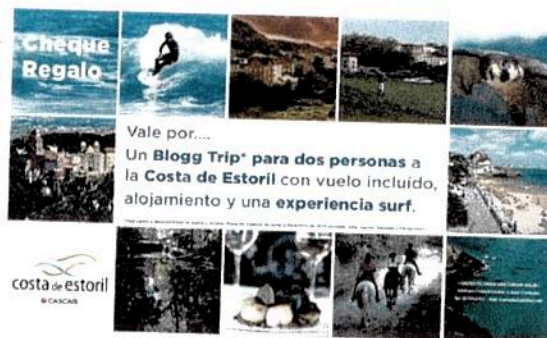 Cheque
Regalo
Vale por....
Un Blogg Trip* para dos personas a
la Costa de Estoril con vuelo incluído,
alojamiento y una experiencia surf.
costa de estoril
CASCAIS